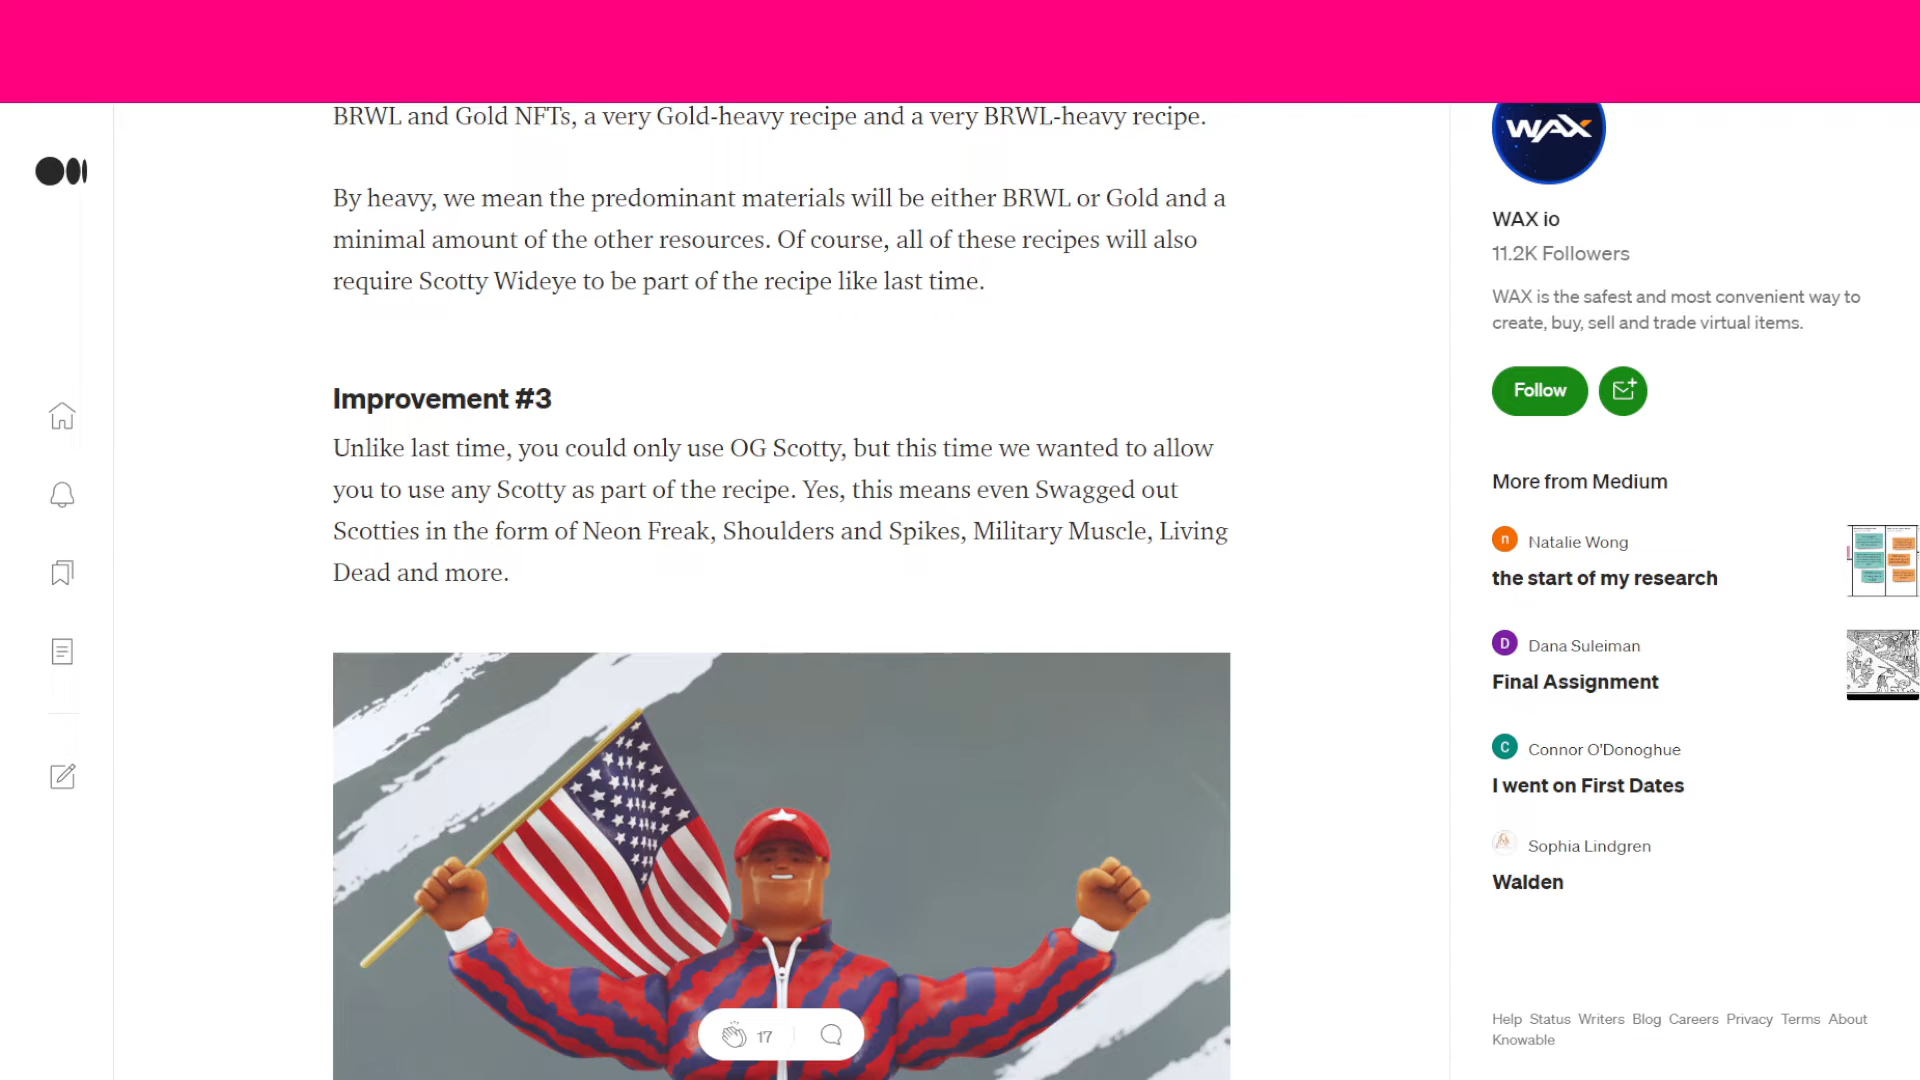 BRWL and Gold NFTs, a very Gold-heavy recipe and a very BRWL-heavy recipe.
By heavy, we mean the predominant materials will be either BRWL or Gold and a
minimal amount of the other resources. Of course, all of these recipes will also
require Scotty Wideye to be part of the recipe like last time.
Improvement #3
Unlike last time, you could only use OG Scotty, but this time we wanted to allow
you to use any Scotty as part of the recipe. Yes, this means even Swagged out
Scotties in the form of Neon Freak, Shoulders and Spikes, Military Muscle, Living
Dead and more.
17
WAX
WAX io
11.2K Followers
WAX is the safest and most convenient way to
create, buy, sell and trade virtual items.
Follow
More from Medium
n Natalie Wong
the start of my research
D Dana Suleiman
Final Assignment
C Connor O'Donoghue
I went on First Dates
Sophia Lindgren
Walden
Help Status Writers Blog Careers Privacy Terms About
Knowable